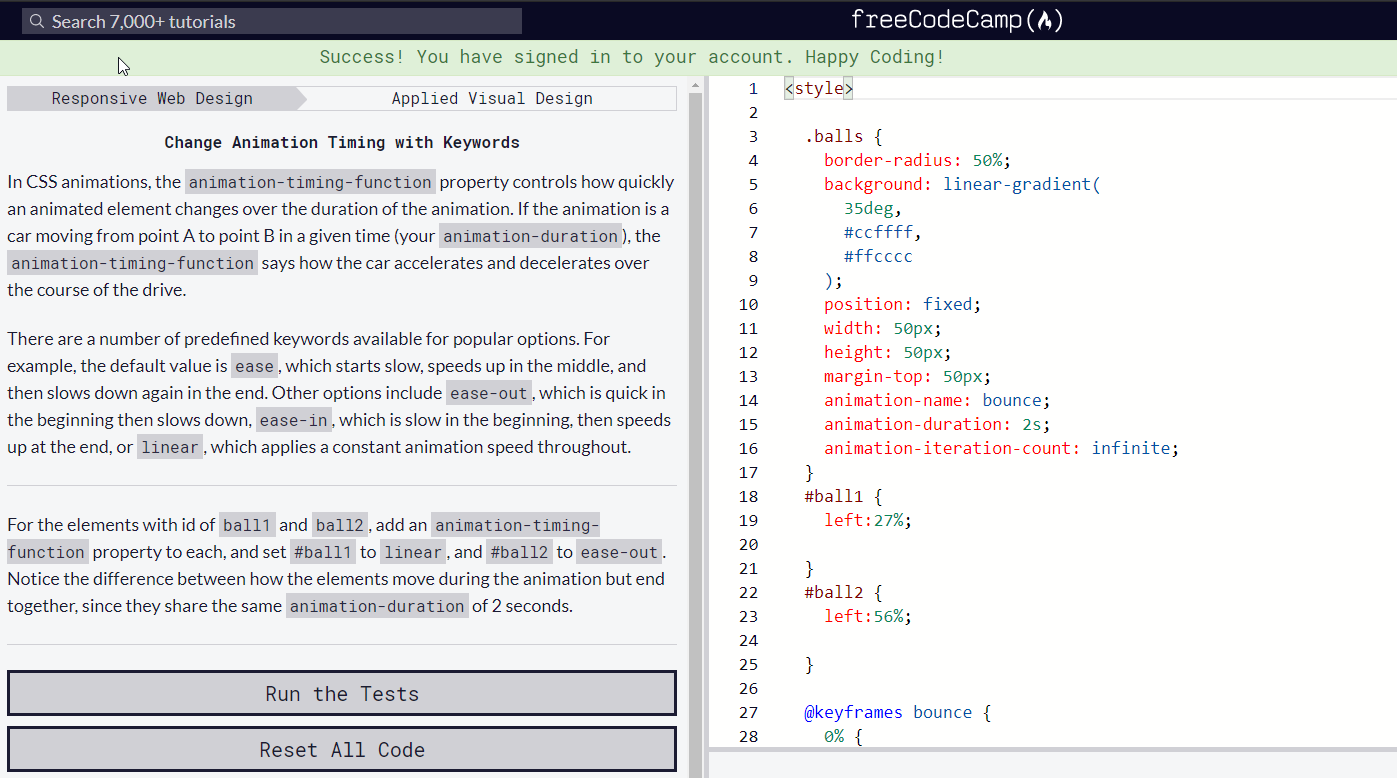 Search 7,000+ tutorials
freeCodeCamp
Success! You have signed in to your account. Happy Coding!
Responsive Web Design
Applied Visual Design
Change Animation Timing with Keywords
In CSS animations, the animation-timing-function property controls how quickly
an animated element changes over the duration of the animation. If the animation is a
car moving from point A to point B in a given time (your animation-duration), the
animation-timing-function says how the car accelerates and decelerates over
the course of the drive.
There are a number of predefined keywords available for popular options. For
example, the default value is ease, which starts slow, speeds up in the middle, and
then slows down again in the end. Other options include ease-out, which is quick in
the beginning then slows down, ease-in, which is slow in the beginning, then speeds
up at the end, or linear, which applies a constant animation speed throughout.
For the elements with id of ball1 and ball2, add an animation-timing-
function property to each, and set #ball1 to linear, and #ball2 to ease-out.
Notice the difference between how the elements move during the animation but end
together, since they share the same animation-duration of 2 seconds.
Run the Tests
Reset All Code
1 <style>
2
3 .balls {
4 border-radius: 50%;
5 background: linear-gradient(
6 35deg,
7 #ccffff,
8 #ffcccc
9 );
10 position: fixed;
11 width: 50px;
12 height: 50px;
13 margin-top: 50px;
14 animation-name: bounce;
15 animation-duration: 2s;
16 animation-iteration-count: infinite;
17 }
18 #ball1 {
19 left:27%;
20
21 }
22 #ball2 {
23 left:56%;
24
25 }
26
27 @keyframes bounce {
28 0% {